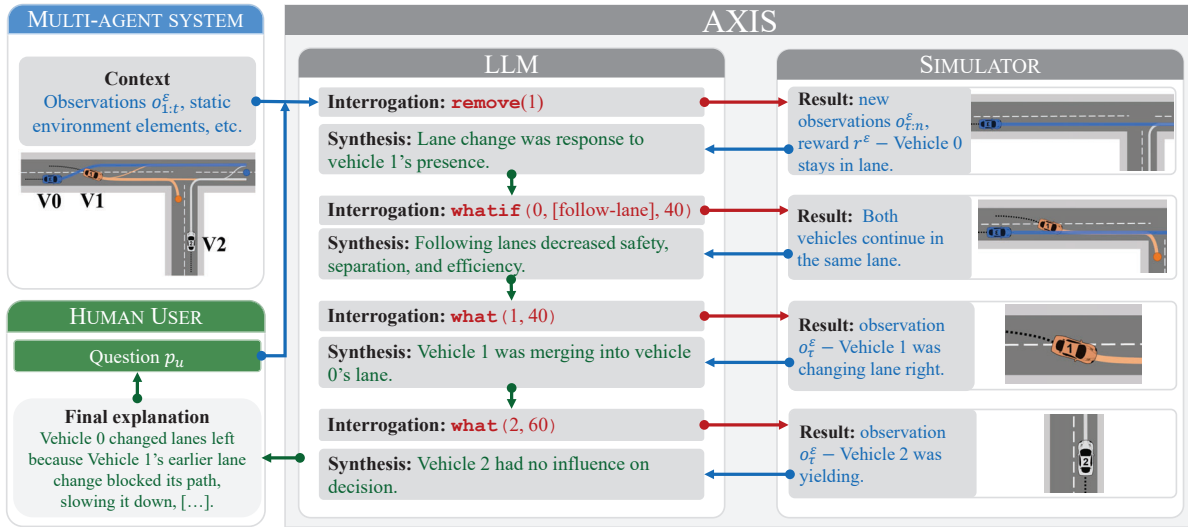 MULTI-AGENT SYSTEM
Context
Observations o^ε_{1:t}, static
environment elements, etc.
V0
V1
V2
HUMAN USER
Question p_u
Final explanation
Vehicle 0 changed lanes left
because Vehicle 1's earlier lane
change blocked its path,
slowing it down, […].
AXIS
LLM
Interrogation: remove(1)
Synthesis: Lane change was response to
vehicle 1's presence.
Interrogation: whatif (0, [follow-lane], 40)
Synthesis: Following lanes decreased safety,
separation, and efficiency.
Interrogation: what (1, 40)
Synthesis: Vehicle 1 was merging into vehicle
0's lane.
Interrogation: what (2, 60)
Synthesis: Vehicle 2 had no influence on
decision.
SIMULATOR
Result: new
observations o^ε_{τ:n},
reward r^ε – Vehicle 0
stays in lane.
Result: Both
vehicles continue in
the same lane.
Result: observation
o^ε_τ – Vehicle 1 was
changing lane right.
1
Result: observation
o^ε_τ – Vehicle 2 was
yielding.
2